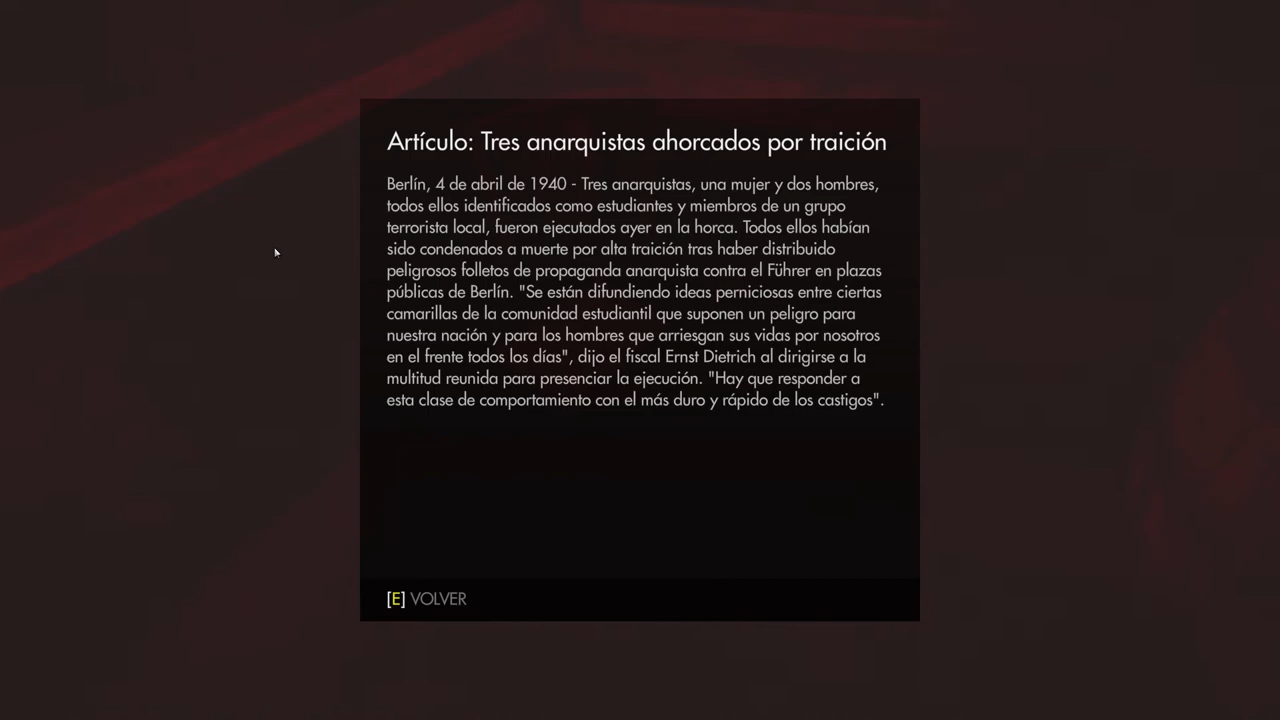 Artículo: Tres anarquistas ahorcados por traición
Berlín, 4 de abril de 1940 - Tres anarquistas, una mujer y dos hombres,
todos ellos identificados como estudiantes y miembros de un grupo
terrorista local, fueron ejecutados ayer en la horca. Todos ellos habían
sido condenados a muerte por alta traición tras haber distribuido
peligrosos folletos de propaganda anarquista contra el Führer en plazas
públicas de Berlín. "Se están difundiendo ideas perniciosas entre ciertas
camarillas de la comunidad estudiantil que suponen un peligro para
nuestra nación y para los hombres que arriesgan sus vidas por nosotros
en el frente todos los días", dijo el fiscal Ernst Dietrich al dirigirse a la
multitud reunida para presenciar la ejecución. "Hay que responder a
esta clase de comportamiento con el más duro y rápido de los castigos".
[E] VOLVER